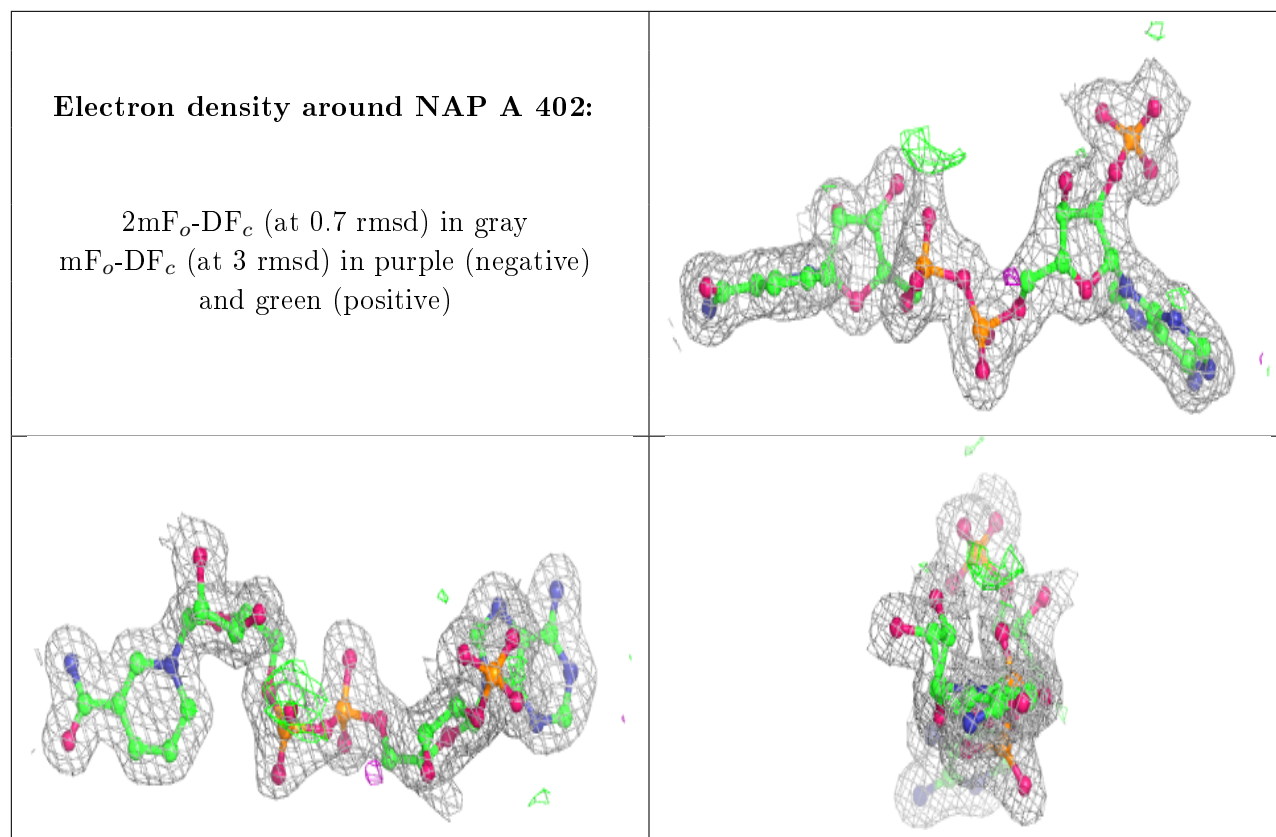 Electron density around NAP A 402:
2mFo-DFc (at 0.7 rmsd) in gray
mFo-DFc (at 3 rmsd) in purple (negative)
and green (positive)